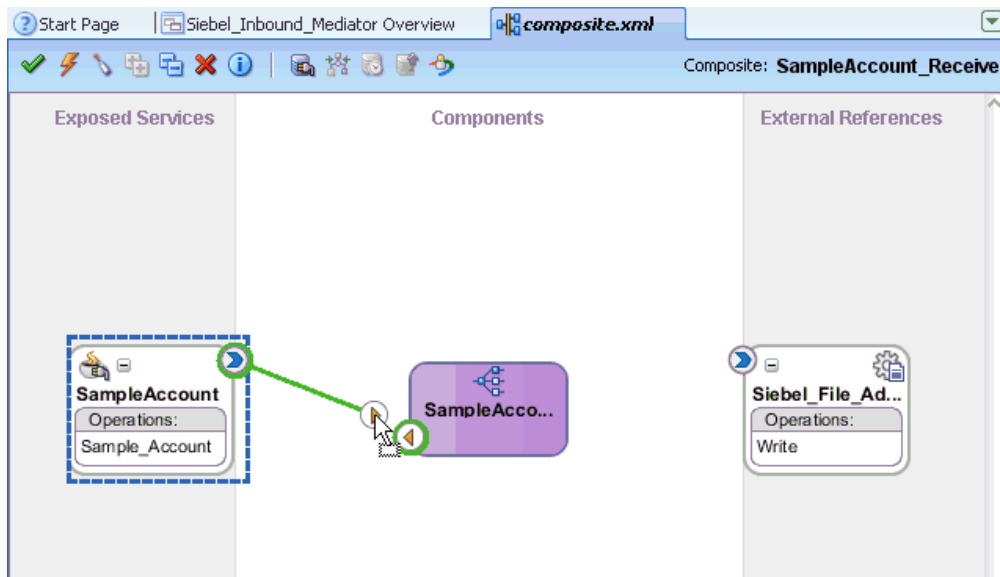 Start Page
Siebel_Inbound_Mediator Overview
composite.xml
Composite: SampleAccount_Receive
Exposed Services
Components
External References
SampleAccount
Operations:
Sample_Account
SampleAcco...
Siebel_File_Ad...
Operations:
Write